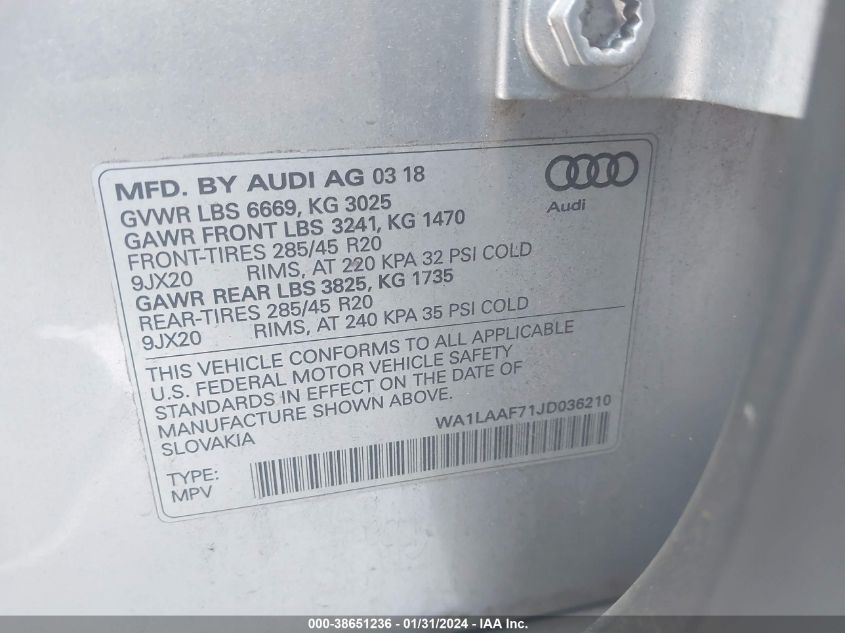 MFD. BY AUDI AG 03 18
Audi
GVWR LBS 6669, KG 3025
GAWR FRONT LBS 3241, KG 1470
FRONT-TIRES 285/45 R20
9JX20 RIMS, AT 220 KPA 32 PSI COLD
GAWR REAR LBS 3825, KG 1735
REAR-TIRES 285/45 R20
9JX20 RIMS, AT 240 KPA 35 PSI COLD
THIS VEHICLE CONFORMS TO ALL APPLICABLE
U.S. FEDERAL MOTOR VEHICLE SAFETY
STANDARDS IN EFFECT ON THE DATE OF
MANUFACTURE SHOWN ABOVE.
SLOVAKIA
WA1LAAF71JD036210
TYPE:
MPV
000-38651236 - 01/31/2024 - IAA Inc.